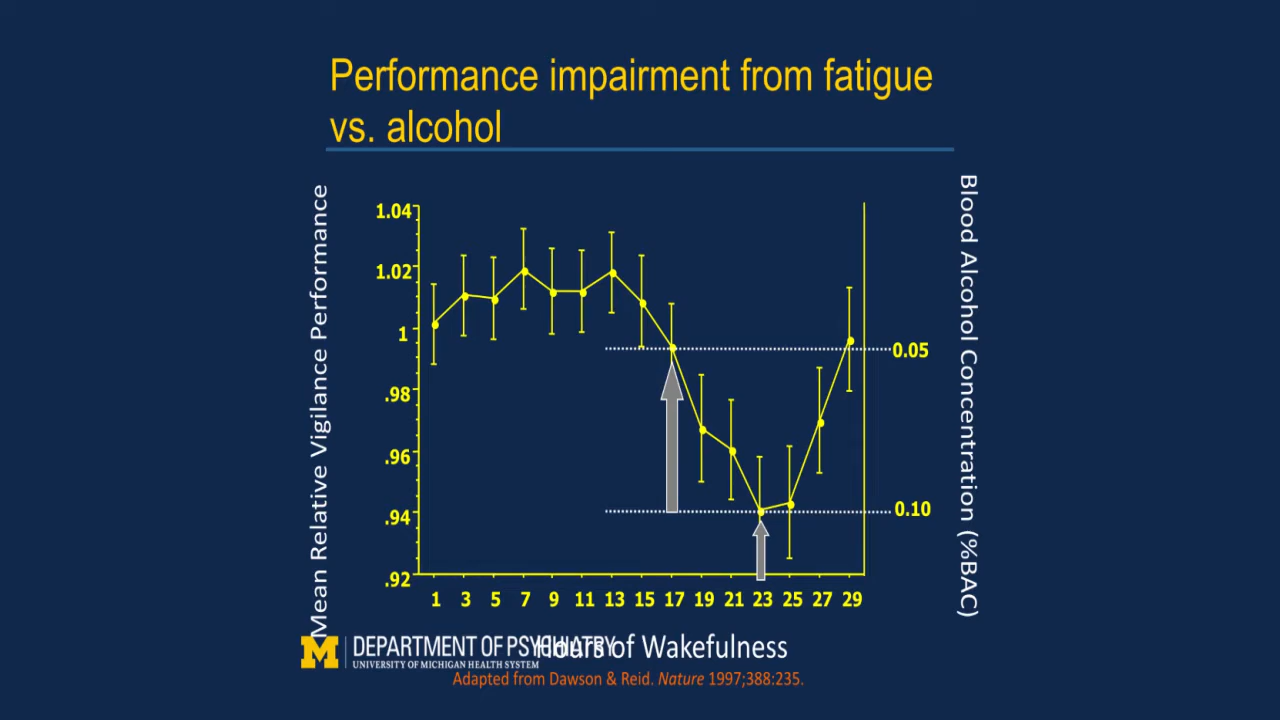 Performance impairment from fatigue
vs. alcohol
Mean Relative Vigilance Performance
1.04
1.02
1
.98
.96
.94
.92
1 3 5 7 9 11 13 15 17 19 21 23 25 27 29
0.05
0.10
Blood Alcohol Concentration (%BAC)
Hours of Wakefulness
M
DEPARTMENT OF PSYCHIATRY
UNIVERSITY OF MICHIGAN HEALTH SYSTEM
Adapted from Dawson & Reid. Nature 1997;388:235.